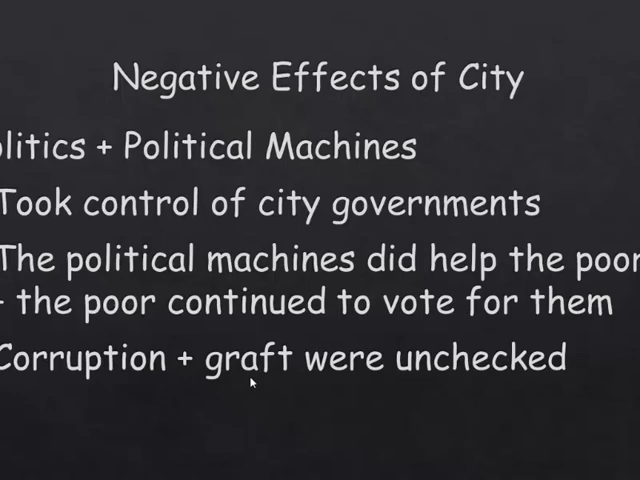 Negative Effects of City
olitics + Political Machines
Took control of city governments
The political machines did help the poor
- the poor continued to vote for them
Corruption + graft were unchecked